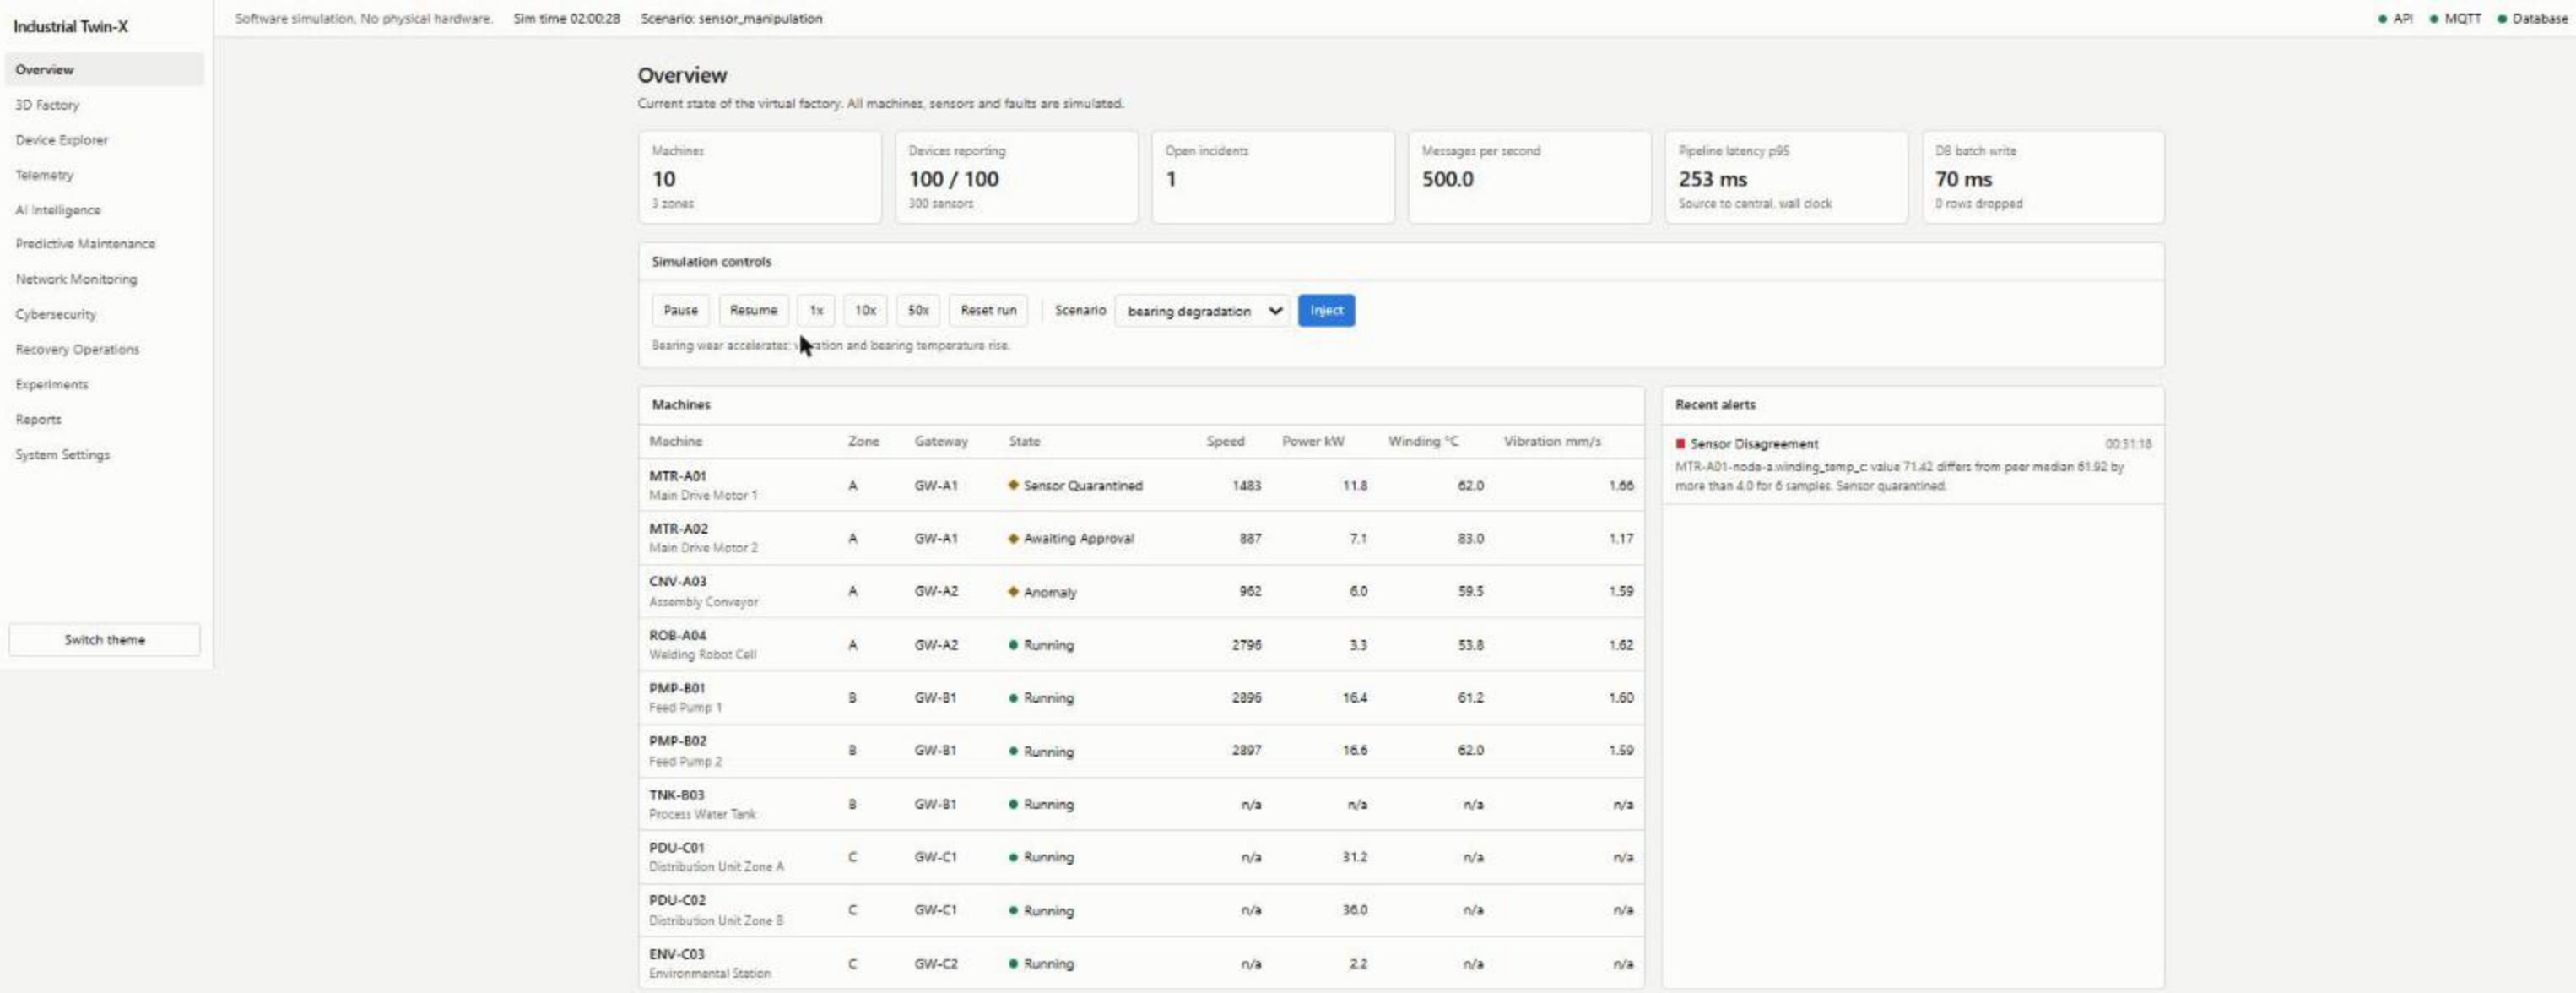 Industrial Twin-X
Software simulation. No physical hardware. Sim time 02:00:28 Scenario: sensor_manipulation
API MQTT Database
Overview
3D Factory
Device Explorer
Telemetry
AI Intelligence
Predictive Maintenance
Network Monitoring
Cybersecurity
Recovery Operations
Experiments
Reports
System Settings
Switch theme
Overview
Current state of the virtual factory. All machines, sensors and faults are simulated.
Machines
10
3 zones
Devices reporting
100 / 100
300 sensors
Open incidents
1
Messages per second
500.0
Pipeline latency p95
253 ms
Source to central, wall clock
DB batch write
70 ms
0 rows dropped
Simulation controls
Pause Resume 1x 10x 50x Reset run Scenario bearing degradation Inject
Bearing wear accelerates; and bearing temperature rise.
Machines
Machine Zone Gateway State Speed Power kW Winding °C Vibration mm/s
MTR-A01 A GW-A1 Sensor Quarantined 1483 11.8 62.0 1.66
Main Drive Motor 1
MTR-A02 A GW-A1 Awaiting Approval 887 7.1 83.0 1.17
Main Drive Motor 2
CNV-A03 A GW-A2 Anomaly 962 6.0 59.5 1.59
Assembly Conveyor
ROB-A04 A GW-A2 Running 2796 3.3 53.8 1.62
Welding Robot Cell
PMP-B01 B GW-B1 Running 2896 16.4 61.2 1.60
Feed Pump 1
PMP-B02 B GW-B1 Running 2897 16.6 62.0 1.59
Feed Pump 2
TNK-B03 B GW-B1 Running n/a n/a n/a n/a
Process Water Tank
PDU-C01 C GW-C1 Running n/a 31.2 n/a n/a
Distribution Unit Zone A
PDU-C02 C GW-C1 Running n/a 36.0 n/a n/a
Distribution Unit Zone B
ENV-C03 C GW-C2 Running n/a 2.2 n/a n/a
Environmental Station
Recent alerts
Sensor Disagreement 00:31:18
MTR-A01-node-a.winding_temp_c: value 71.42 differs from peer median 61.92 by
more than 4.0 for 6 samples. Sensor quarantined.